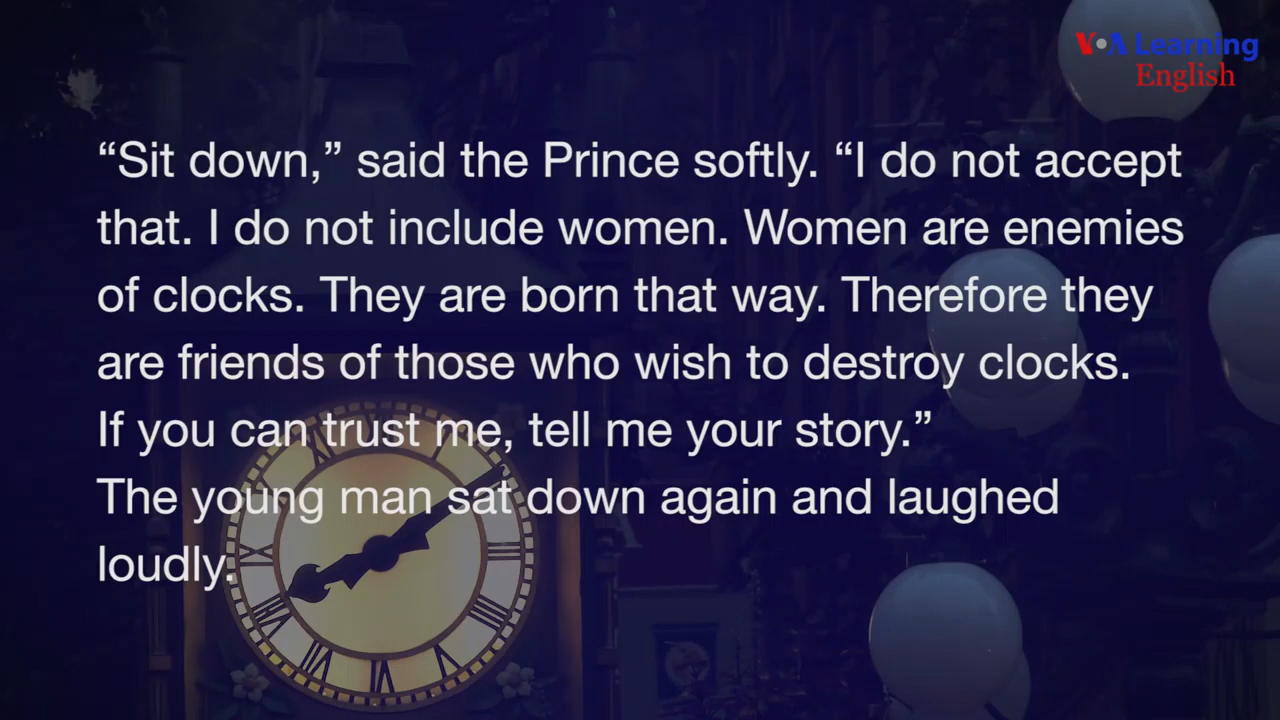 VOA Learning
English
“Sit down,” said the Prince softly. “I do not accept
that. I do not include women. Women are enemies
of clocks. They are born that way. Therefore they
are friends of those who wish to destroy clocks.
If you can trust me, tell me your story.”
The young man sat down again and laughed
loudly.